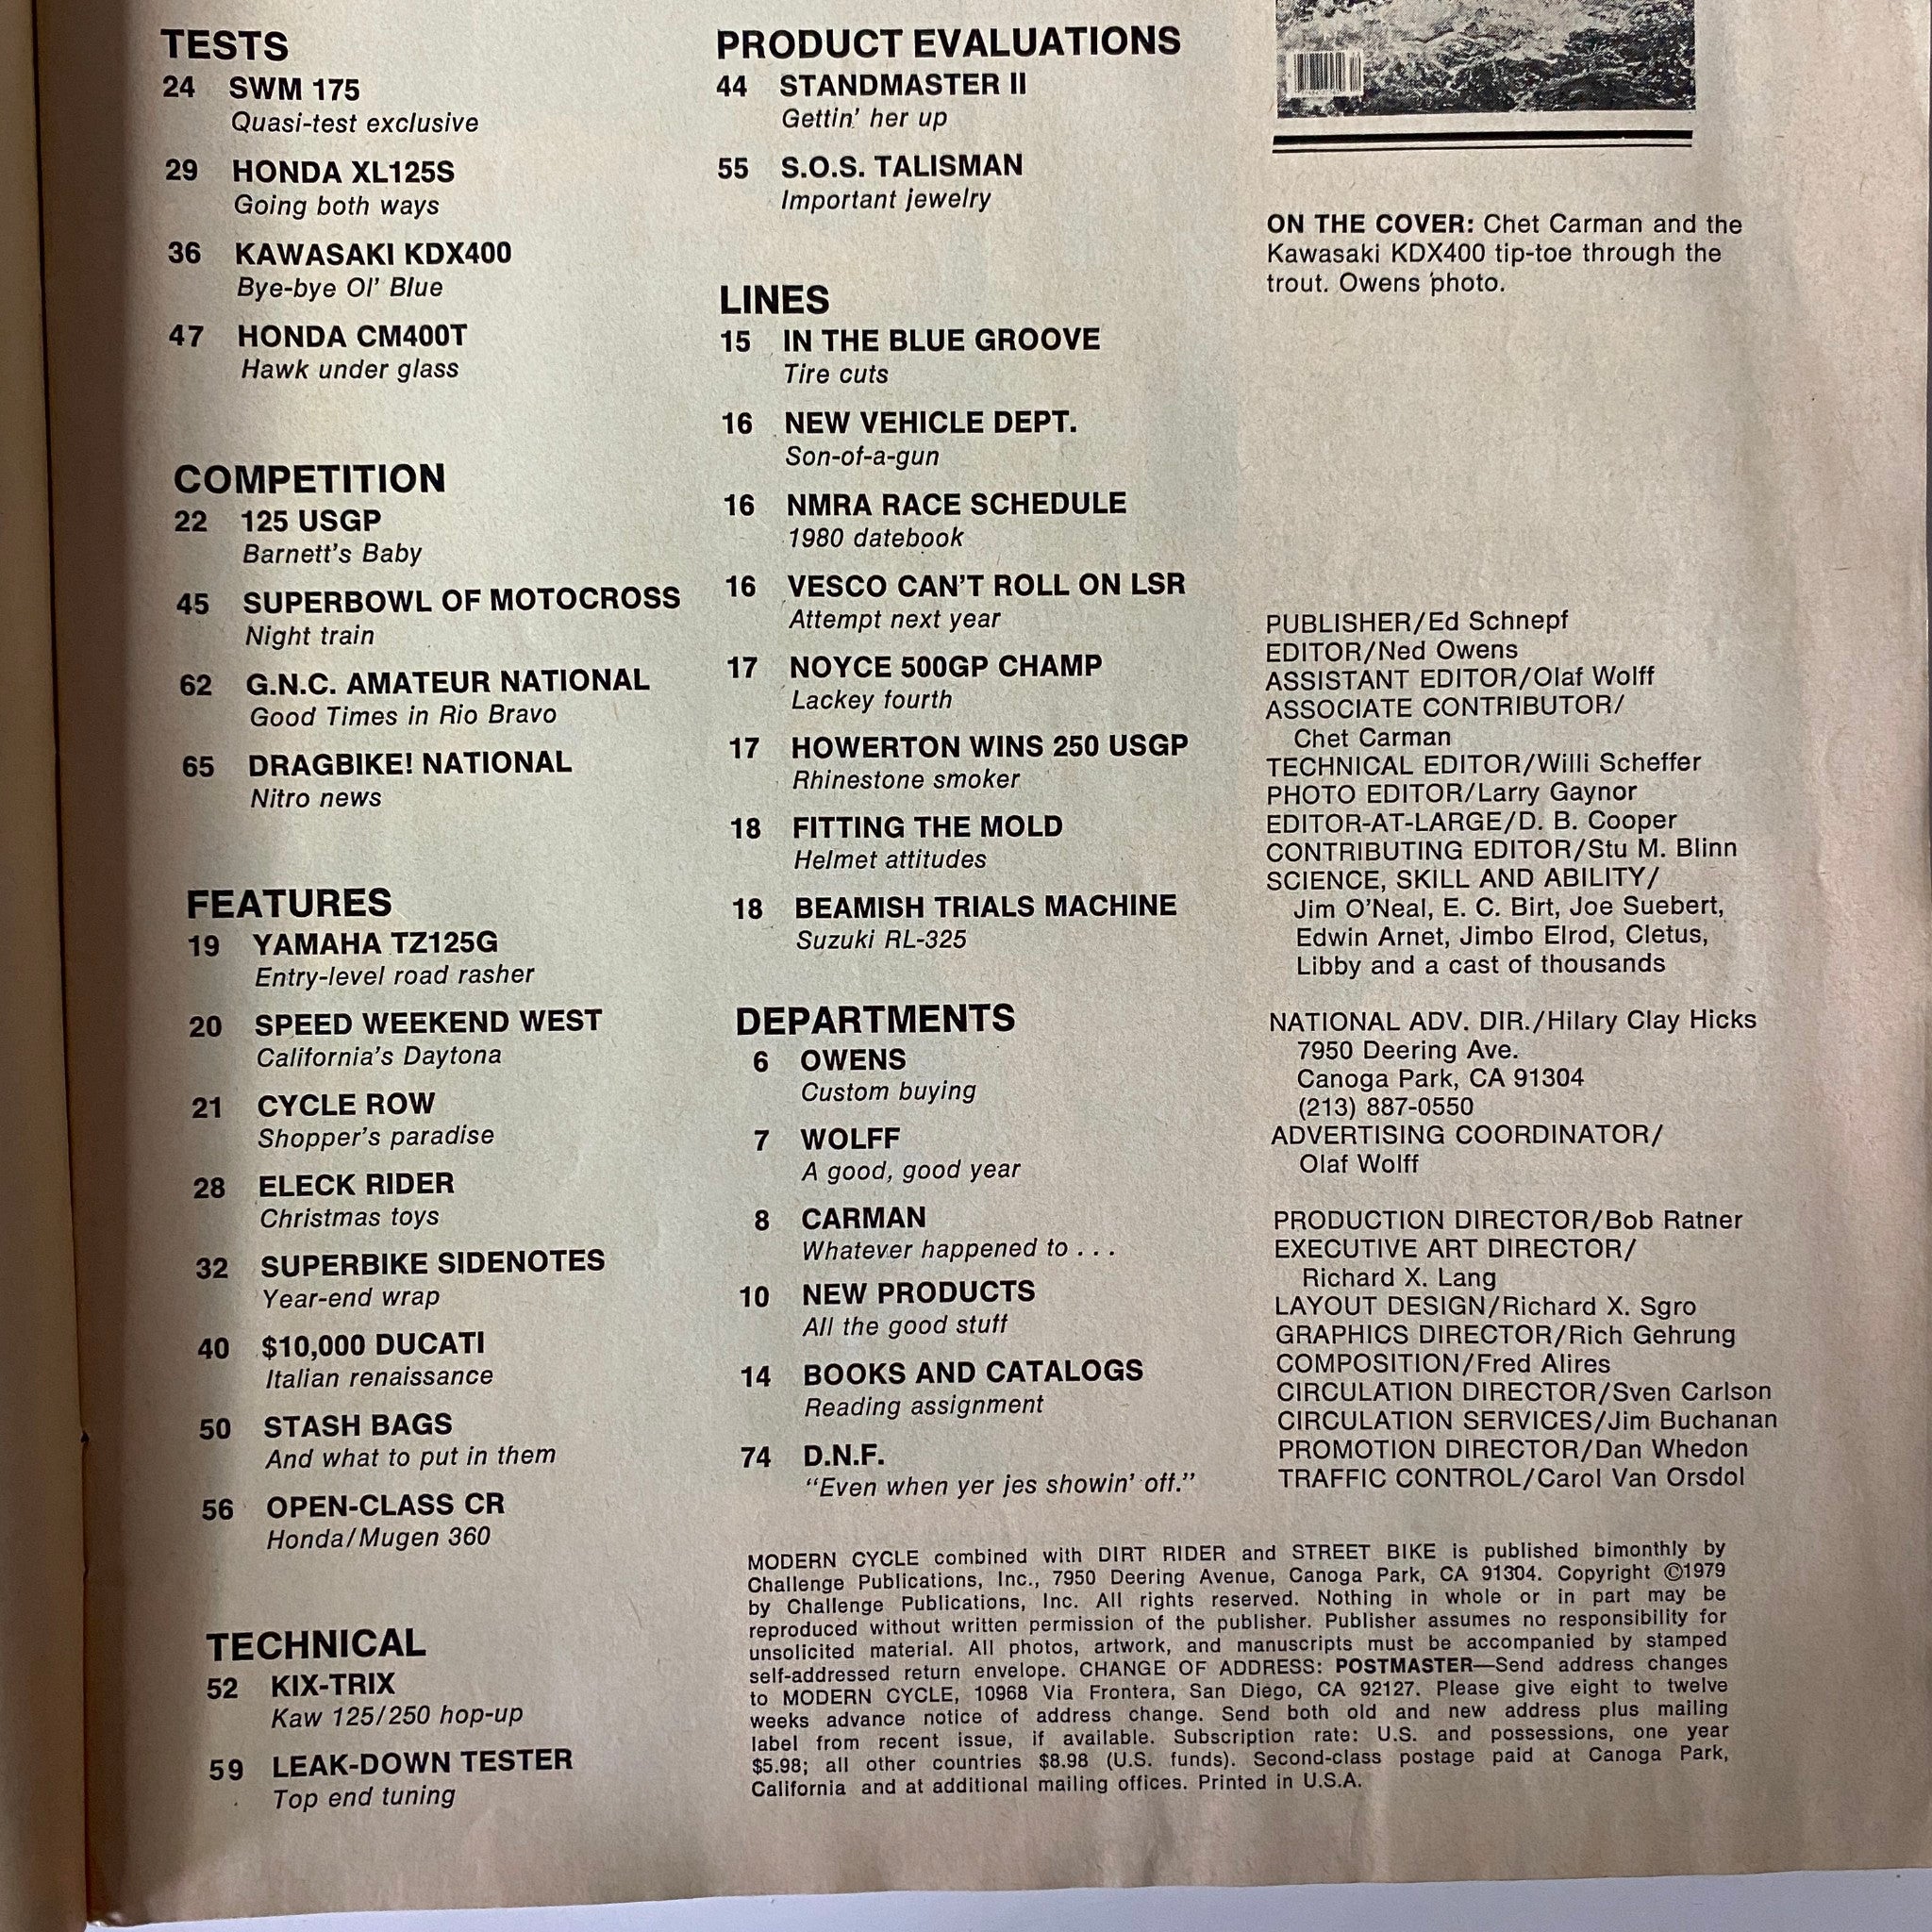 TESTS
24 SWM 175
Quasi-test exclusive
29 HONDA XL125S
Going both ways
36 KAWASAKI KDX400
Bye-bye Ol' Blue
47 HONDA CM400T
Hawk under glass
COMPETITION
22 125 USGP
Barnett's Baby
45 SUPERBOWL OF MOTOCROSS
Night train
62 G.N.C. AMATEUR NATIONAL
Good Times in Rio Bravo
65 DRAGBIKE! NATIONAL
Nitro news
FEATURES
19 YAMAHA TZ125G
Entry-level road rasher
20 SPEED WEEKEND WEST
California's Daytona
21 CYCLE ROW
Shopper's paradise
28 ELECK RIDER
Christmas toys
32 SUPERBIKE SIDENOTES
Year-end wrap
40 $10,000 DUCATI
Italian renaissance
50 STASH BAGS
And what to put in them
56 OPEN-CLASS CR
Honda/Mugen 360
TECHNICAL
52 KIX-TRIX
Kaw 125/250 hop-up
59 LEAK-DOWN TESTER
Top end tuning
PRODUCT EVALUATIONS
44 STANDMASTER II
Gettin' her up
55 S.O.S. TALISMAN
Important jewelry
LINES
15 IN THE BLUE GROOVE
Tire cuts
16 NEW VEHICLE DEPT.
Son-of-a-gun
16 NMRA RACE SCHEDULE
1980 datebook
16 VESCO CAN'T ROLL ON LSR
Attempt next year
17 NOYCE 500GP CHAMP
Lackey fourth
17 HOWERTON WINS 250 USGP
Rhinestone smoker
18 FITTING THE MOLD
Helmet attitudes
18 BEAMISH TRIALS MACHINE
Suzuki RL-325
DEPARTMENTS
6 OWENS
Custom buying
7 WOLFF
A good, good year
8 CARMAN
Whatever happened to . . .
10 NEW PRODUCTS
All the good stuff
14 BOOKS AND CATALOGS
Reading assignment
74 D.N.F.
"Even when yer jes showin' off."
ON THE COVER: Chet Carman and the
Kawasaki KDX400 tip-toe through the
trout. Owens photo.
PUBLISHER/Ed Schnepf
EDITOR/Ned Owens
ASSISTANT EDITOR/Olaf Wolff
ASSOCIATE CONTRIBUTOR/
Chet Carman
TECHNICAL EDITOR/Willi Scheffer
PHOTO EDITOR/Larry Gaynor
EDITOR-AT-LARGE/D. B. Cooper
CONTRIBUTING EDITOR/Stu M. Blinn
SCIENCE, SKILL AND ABILITY/
Jim O'Neal, E. C. Birt, Joe Suebert,
Edwin Arnet, Jimbo Elrod, Cletus,
Libby and a cast of thousands
NATIONAL ADV. DIR./Hilary Clay Hicks
7950 Deering Ave.
Canoga Park, CA 91304
(213) 887-0550
ADVERTISING COORDINATOR/
Olaf Wolff
PRODUCTION DIRECTOR/Bob Ratner
EXECUTIVE ART DIRECTOR/
Richard X. Lang
LAYOUT DESIGN/Richard X. Sgro
GRAPHICS DIRECTOR/Rich Gehrung
COMPOSITION/Fred Alires
CIRCULATION DIRECTOR/Sven Carlson
CIRCULATION SERVICES/Jim Buchanan
PROMOTION DIRECTOR/Dan Whedon
TRAFFIC CONTROL/Carol Van Orsdol
MODERN CYCLE combined with DIRT RIDER and STREET BIKE is published bimonthly by
Challenge Publications, Inc., 7950 Deering Avenue, Canoga Park, CA 91304. Copyright ©1979
by Challenge Publications, Inc. All rights reserved. Nothing in whole or in part may be
reproduced without written permission of the publisher. Publisher assumes no responsibility for
unsolicited material. All photos, artwork, and manuscripts must be accompanied by stamped
self-addressed return envelope. CHANGE OF ADDRESS: POSTMASTER—Send address changes
to MODERN CYCLE, 10968 Via Frontera, San Diego, CA 92127. Please give eight to twelve
weeks advance notice of address change. Send both old and new address plus mailing
label from recent issue, if available. Subscription rate: U.S. and possessions, one year
$5.98; all other countries $8.98 (U.S. funds). Second-class postage paid at Canoga Park,
California and at additional mailing offices. Printed in U.S.A.